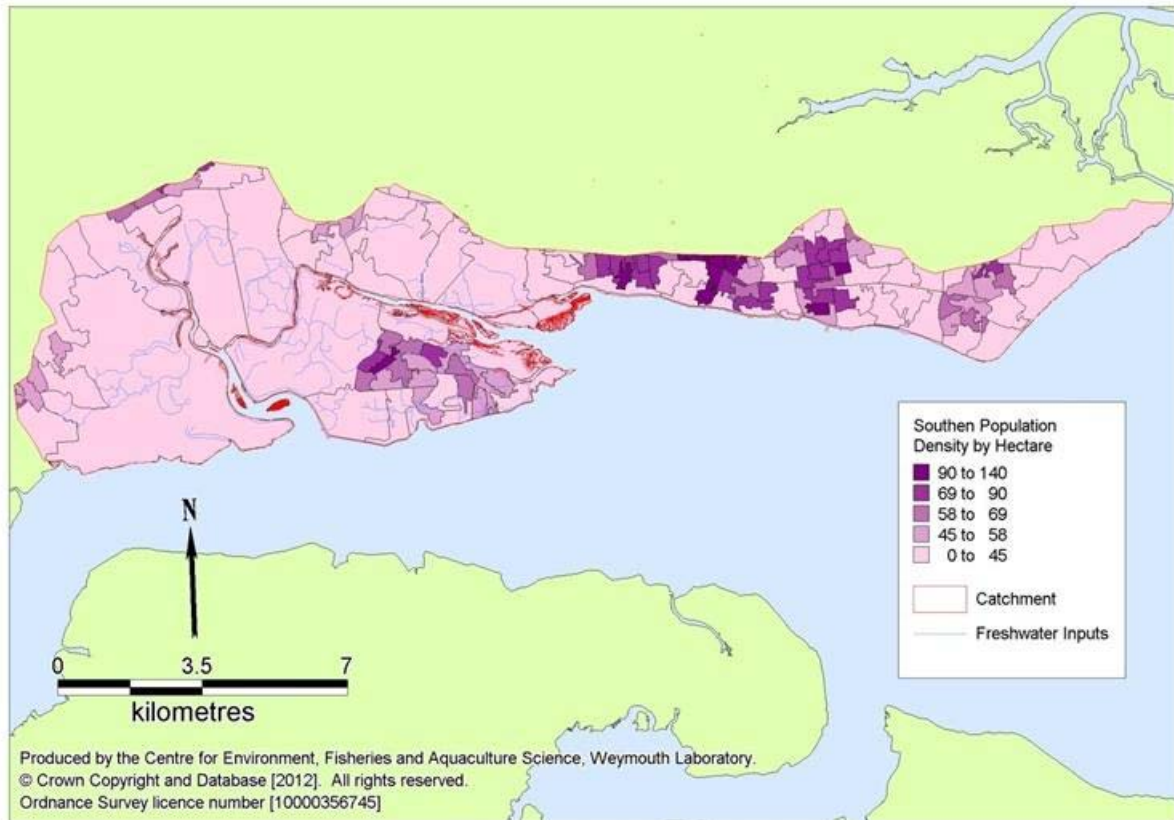 Southen Population
Density by Hectare
90 to 140
69 to 90
58 to 69
45 to 58
0 to 45
Catchment
Freshwater Inputs
N
0 3.5 7
kilometres
Produced by the Centre for Environment, Fisheries and Aquaculture Science, Weymouth Laboratory.
© Crown Copyright and Database [2012]. All rights reserved.
Ordnance Survey licence number [10000356745]